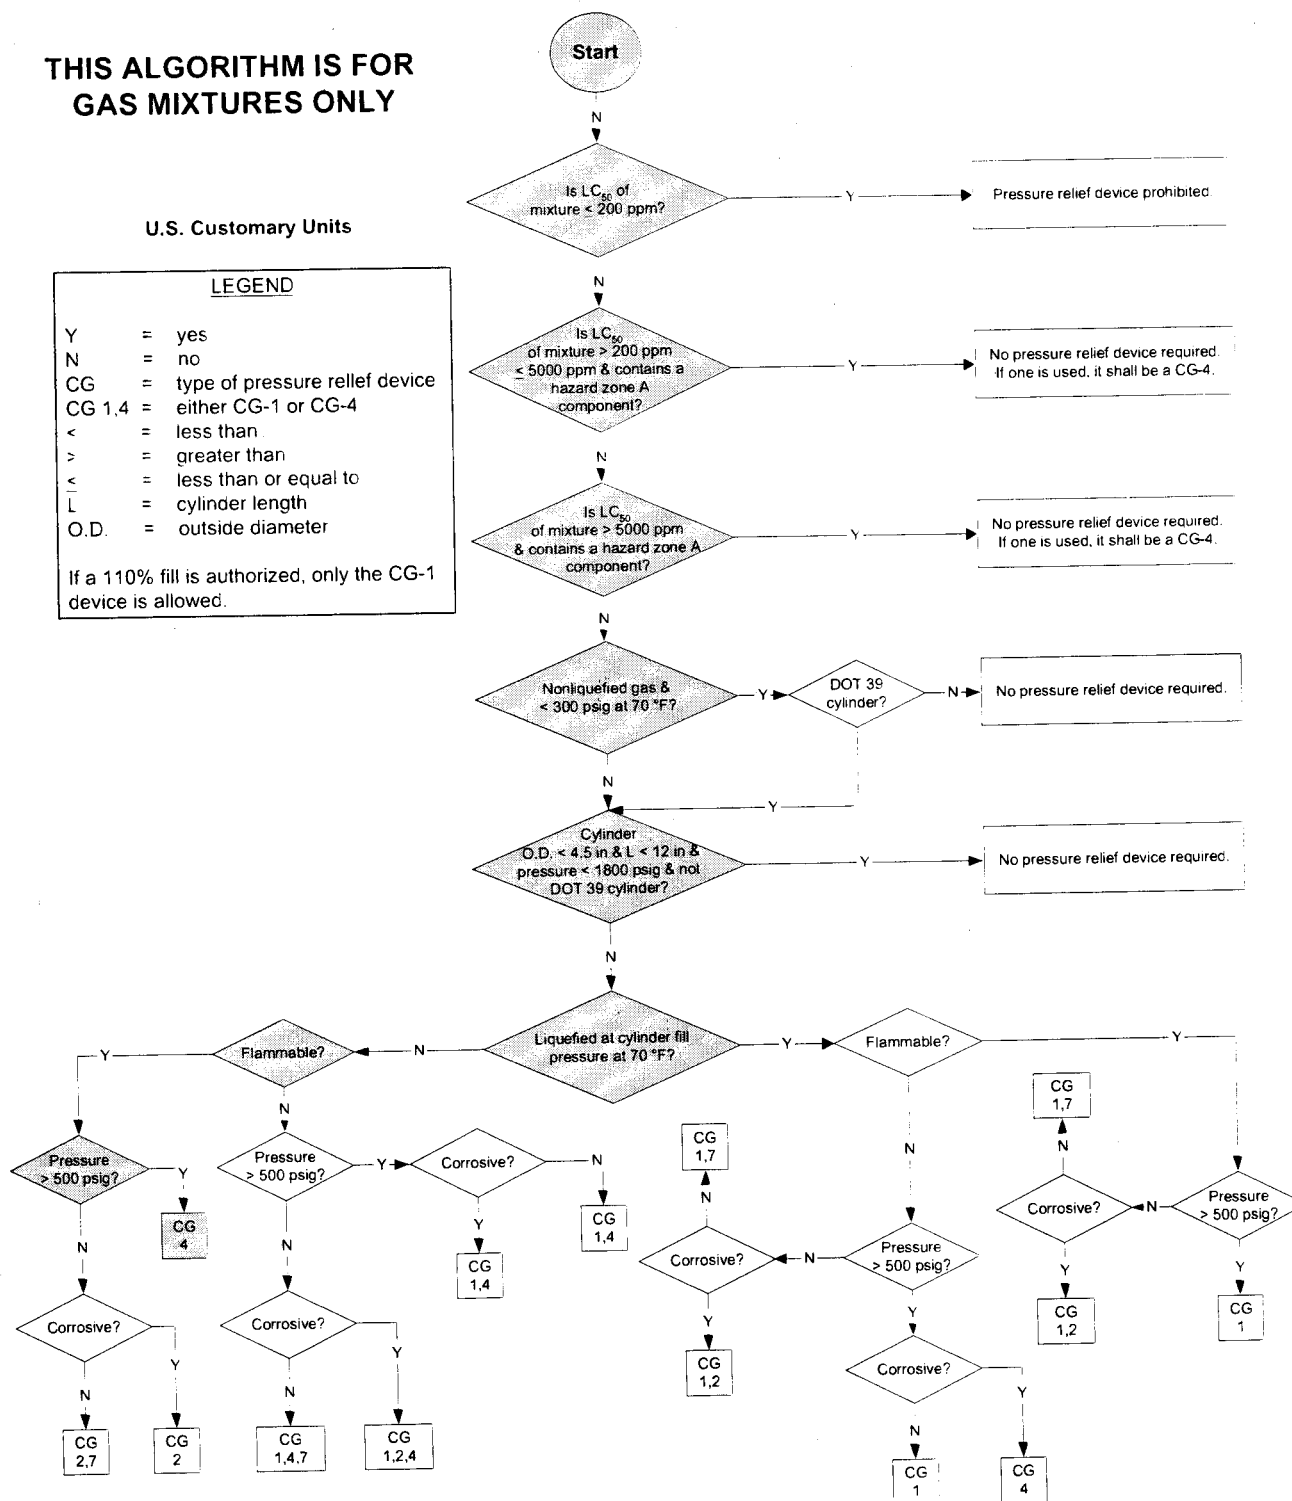 THIS ALGORITHM IS FOR
GAS MIXTURES ONLY
Start
N
Is LC50 of
mixture < 200 ppm?
Y
Pressure relief device prohibited.
U.S. Customary Units
LEGEND
Y = yes
N = no
CG = type of pressure relief device
CG 1,4 = either CG-1 or CG-4
< = less than
> = greater than
≤ = less than or equal to
L = cylinder length
O.D. = outside diameter
If a 110% fill is authorized, only the CG-1
device is allowed.
N
Is LC50
of mixture > 200 ppm
≤ 5000 ppm & contains a
hazard zone A
component?
Y
No pressure relief device required.
If one is used, it shall be a CG-4.
N
Is LC50
of mixture > 5000 ppm
& contains a hazard zone A
component?
Y
No pressure relief device required.
If one is used, it shall be a CG-4.
N
Nonliquefied gas &
< 300 psig at 70 °F?
Y
DOT 39
cylinder?
N
No pressure relief device required.
N
Y
Cylinder
O.D. < 4.5 in & L < 12 in &
pressure < 1800 psig & not
DOT 39 cylinder?
Y
No pressure relief device required.
N
Liquefied at cylinder fill
pressure at 70 °F?
N
Flammable?
Y
Y
Flammable?
Y
N
Pressure
> 500 psig?
Y
CG
4
N
Corrosive?
N
CG
2,7
Y
CG
2
Pressure
> 500 psig?
Y
Corrosive?
N
CG
1,4
Y
CG
1,4
N
Corrosive?
N
CG
1,4,7
Y
CG
1,2,4
N
Pressure
> 500 psig?
N
Corrosive?
N
CG
1,7
Y
CG
1,2
Y
Corrosive?
N
CG
1
Y
CG
4
Pressure
> 500 psig?
N
Corrosive?
N
CG
1,7
Y
CG
1,2
Y
CG
1